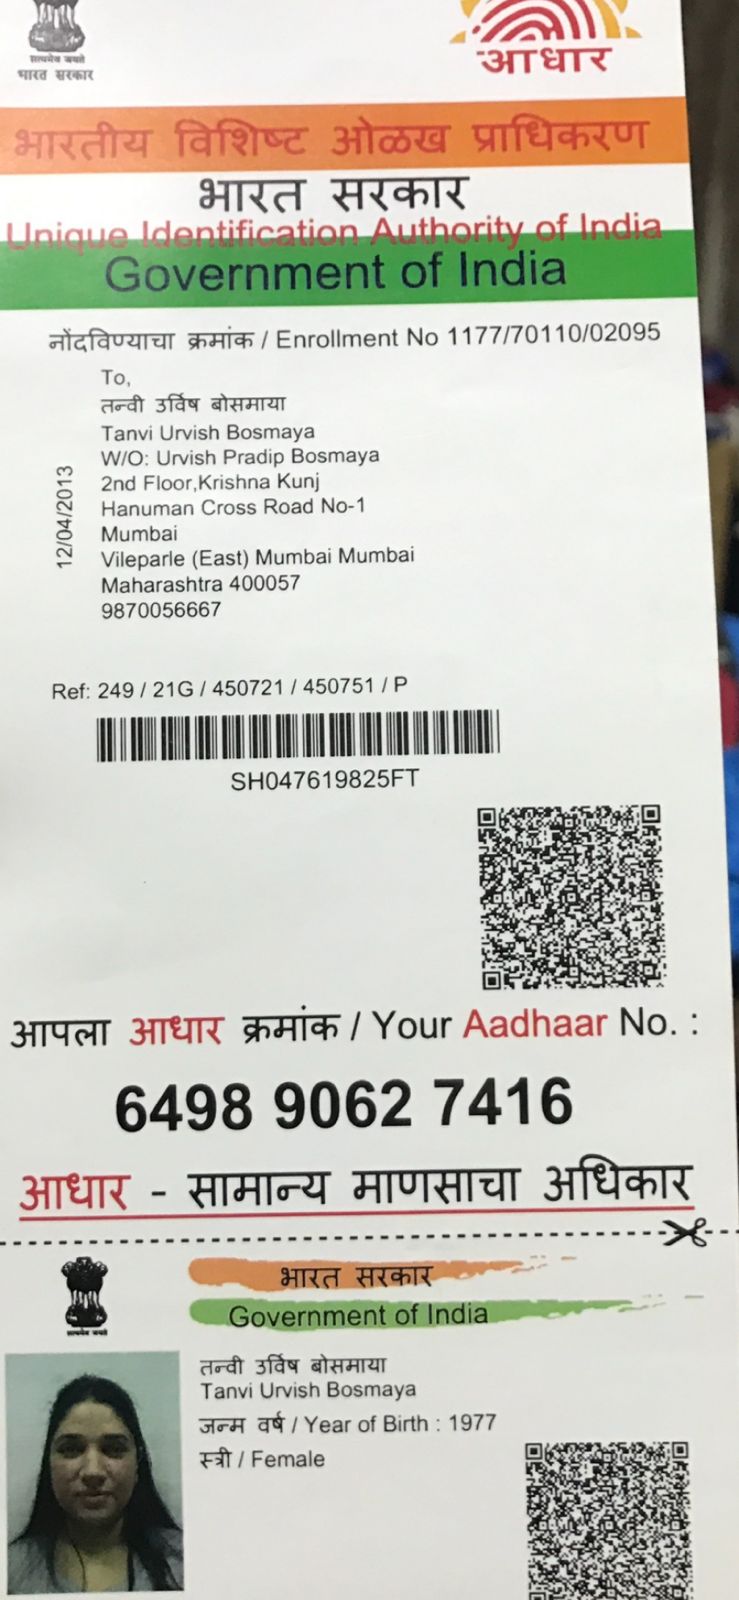 सत्यमेव जयते
भारत सरकार
आधार
भारतीय विशिष्ट ओळख प्राधिकरण
भारत सरकार
Unique Identification Authority of India
Government of India
नोंदविण्याचा क्रमांक / Enrollment No 1177/70110/02095
To,
तन्वी उर्विष बोसमाया
Tanvi Urvish Bosmaya
W/O: Urvish Pradip Bosmaya
2nd Floor,Krishna Kunj
Hanuman Cross Road No-1
Mumbai
Vileparle (East) Mumbai Mumbai
Maharashtra 400057
9870056667
12/04/2013
Ref: 249 / 21G / 450721 / 450751 / P
SH047619825FT
आपला आधार क्रमांक / Your Aadhaar No. :
6498 9062 7416
आधार - सामान्य माणसाचा अधिकार
सत्यमेव जयते
भारत सरकार
Government of India
तन्वी उर्विष बोसमाया
Tanvi Urvish Bosmaya
जन्म वर्ष / Year of Birth : 1977
स्त्री / Female